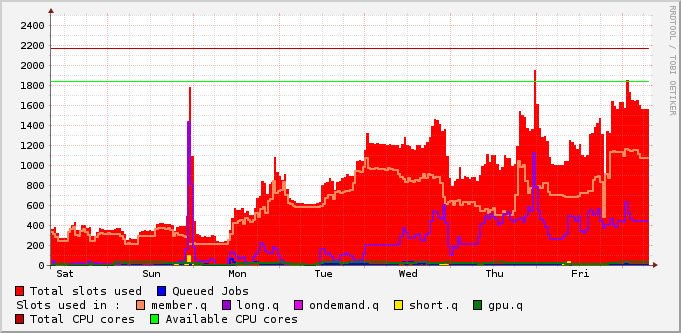 RRDTOOL / TOBI OETIKER
2400
2200
2000
1800
1600
1400
1200
1000
800
600
400
200
0
Sat Sun Mon Tue Wed Thu Fri
Total slots used Queued Jobs
Slots used in : member.q long.q ondemand.q short.q gpu.q
Total CPU cores Available CPU cores